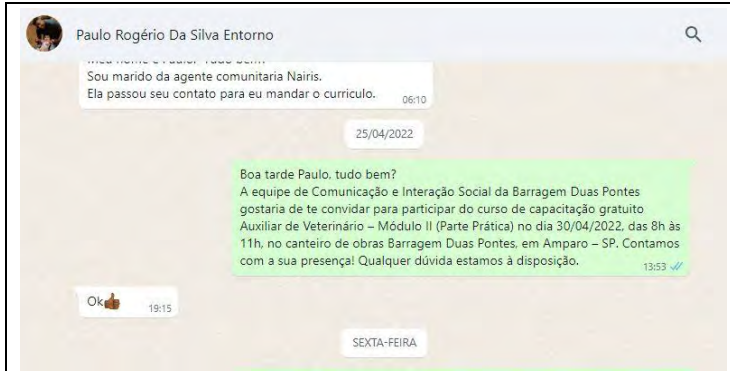 Paulo Rogério Da Silva Entorno
Sou marido da agente comunitaria Nairis.
Ela passou seu contato para eu mandar o curriculo.
06:10
25/04/2022
Boa tarde Paulo, tudo bem?
A equipe de Comunicação e Interação Social da Barragem Duas Pontes
gostaria de te convidar para participar do curso de capacitação gratuito
Auxiliar de Veterinário – Módulo II (Parte Prática) no dia 30/04/2022, das 8h às
11h, no canteiro de obras Barragem Duas Pontes, em Amparo – SP. Contamos
com a sua presença! Qualquer dúvida estamos à disposição.
13:53
Ok👍🏾
19:15
SEXTA-FEIRA